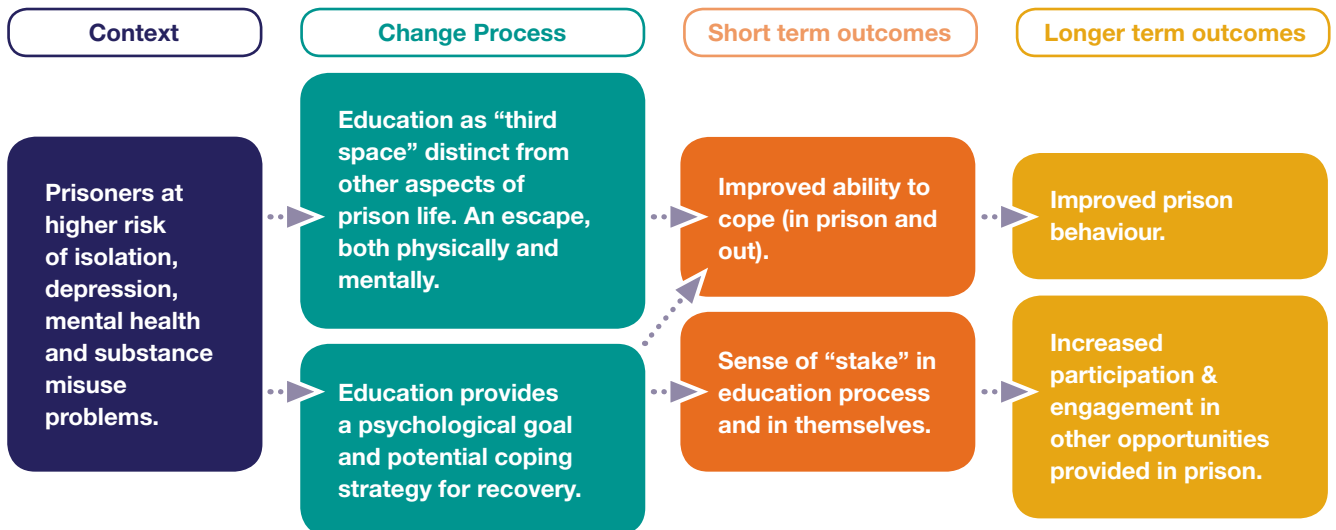 Context
Change Process
Short term outcomes
Longer term outcomes
Prisoners at
higher risk
of isolation,
depression,
mental health
and substance
misuse
problems.
Education as “third
space” distinct from
other aspects of
prison life. An escape,
both physically and
mentally.
Education provides
a psychological goal
and potential coping
strategy for recovery.
Improved ability to
cope (in prison and
out).
Sense of “stake” in
education process
and in themselves.
Improved prison
behaviour.
Increased
participation &
engagement in
other opportunities
provided in prison.